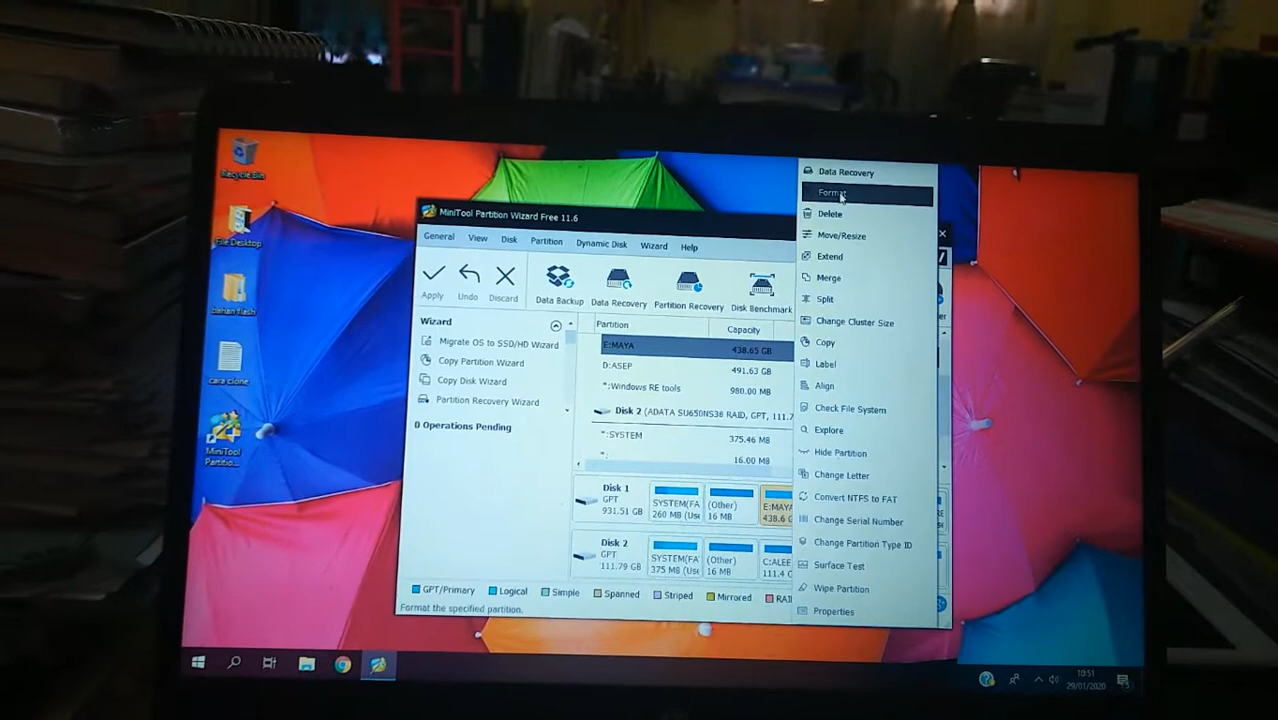 Recycle Bin
File Desktop
bahan flash
cara clone
MiniTool
Partitio...
MiniTool Partition Wizard Free 11.6
General View Disk Partition Dynamic Disk Wizard Help
Apply Undo Discard Data Backup Data Recovery Partition Recovery Disk Benchmark
Wizard
Migrate OS to SSD/HD Wizard
Copy Partition Wizard
Copy Disk Wizard
Partition Recovery Wizard
0 Operations Pending
Partition Capacity
E:MAYA 438.65 GB
D:ASEP 491.63 GB
*:Windows RE tools 980.00 MB
Disk 2 (ADATA SU650NS38 RAID, GPT, 111.7
*:SYSTEM 375.46 MB
*: 16.00 MB
Disk 1
GPT
931.51 GB
SYSTEM(FA
260 MB (Use
(Other)
16 MB
E:MAYA
438.6 G
Disk 2
GPT
111.79 GB
SYSTEM(FA
375 MB (Us
(Other)
16 MB
C:ALEE
111.4 G
GPT/Primary Logical Simple Spanned Striped Mirrored RAI
Format the specified partition.
Data Recovery
Format
Delete
Move/Resize
Extend
Merge
Split
Change Cluster Size
Copy
Label
Align
Check File System
Explore
Hide Partition
Change Letter
Convert NTFS to FAT
Change Serial Number
Change Partition Type ID
Surface Test
Wipe Partition
Properties
10:51
29/01/2020